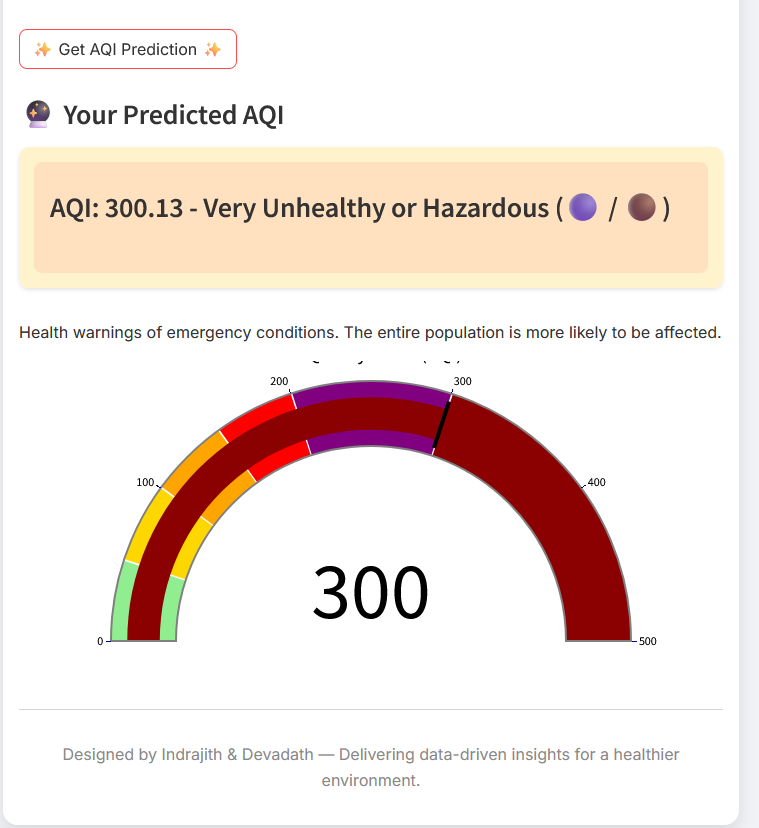 ✨ Get AQI Prediction ✨
🔮 Your Predicted AQI
AQI: 300.13 - Very Unhealthy or Hazardous (🟣 / 🟤)
Health warnings of emergency conditions. The entire population is more likely to be affected.
200
300
100
400
300
0
500
Designed by Indrajith & Devadath — Delivering data-driven insights for a healthier
environment.